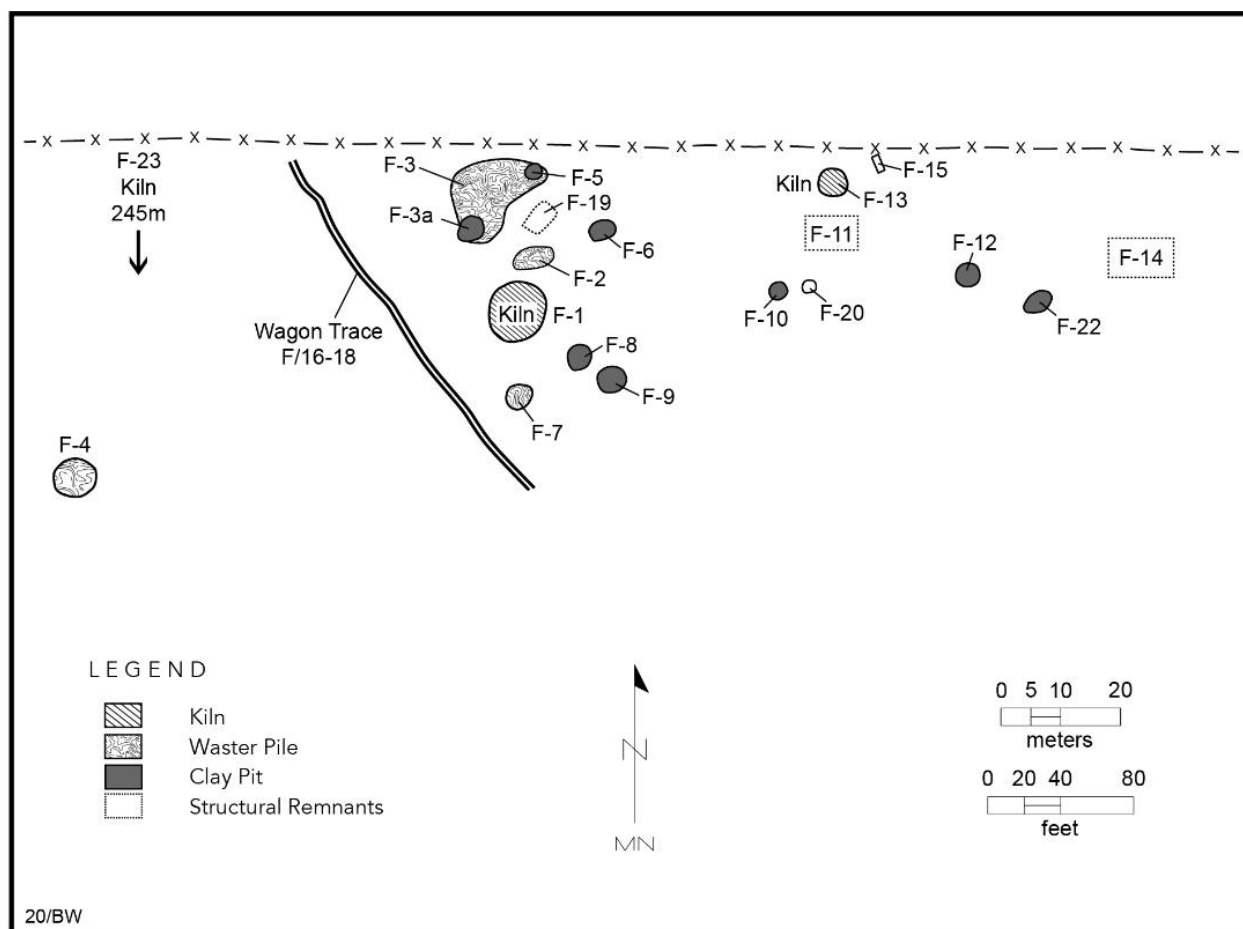 F-23
Kiln
245m
F-3
F-5
F-19
F-3a
F-6
F-2
Kiln
F-1
Wagon Trace
F/16-18
F-8
F-9
F-7
F-4
F-15
Kiln
F-13
F-11
F-12
F-14
F-10
F-20
F-22
LEGEND
Kiln
Waster Pile
Clay Pit
Structural Remnants
N
MN
0 5 10 20
meters
0 20 40 80
feet
20/BW